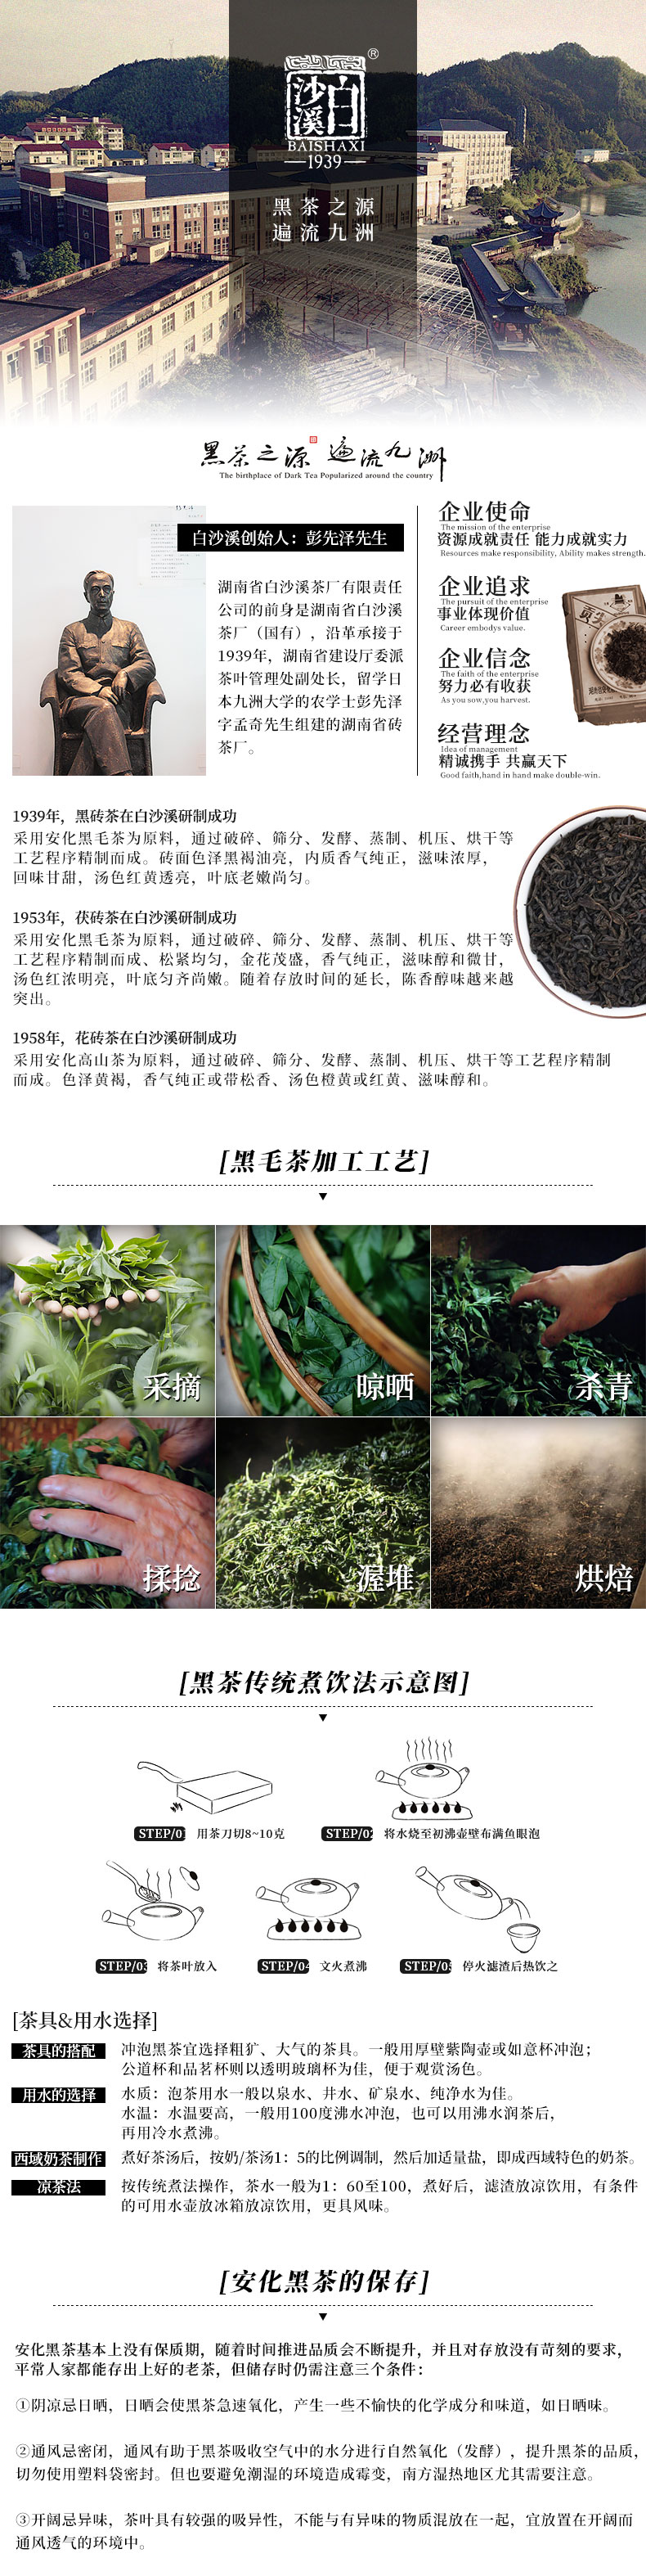 白沙溪
®
BAISHAXI
1939
黑茶之源
遍流九洲
黑茶之源 遍流九洲
The birthplace of Dark Tea Popularized around the country
白沙溪创始人：彭先泽先生
湖南省白沙溪茶厂有限责任
公司的前身是湖南省白沙溪
茶厂（国有），沿革承接于
1939年，湖南省建设厅委派
茶叶管理处副处长，留学日
本九洲大学的农学士彭先泽
字孟奇先生组建的湖南省砖
茶厂。
企业使命
The mission of the enterprise
资源成就责任 能力成就实力
Resources make responsibility, Ability makes strength.
企业追求
The pursuit of the enterprise
事业体现价值
Career embodys value.
企业信念
The faith of the enterprise
努力必有收获
As you sow,you harvest.
经营理念
Idea of management
精诚携手 共赢天下
Good faith,hand in hand make double-win.
1939年，黑砖茶在白沙溪研制成功
采用安化黑毛茶为原料，通过破碎、筛分、发酵、蒸制、机压、烘干等
工艺程序精制而成。砖面色泽黑褐油亮，内质香气纯正，滋味浓厚，
回味甘甜，汤色红黄透亮，叶底老嫩尚匀。
1953年，茯砖茶在白沙溪研制成功
采用安化黑毛茶为原料，通过破碎、筛分、发酵、蒸制、机压、烘干等
工艺程序精制而成、松紧均匀，金花茂盛，香气纯正，滋味醇和微甘，
汤色红浓明亮，叶底匀齐尚嫩。随着存放时间的延长，陈香醇味越来越
突出。
1958年，花砖茶在白沙溪研制成功
采用安化高山茶为原料，通过破碎、筛分、发酵、蒸制、机压、烘干等工艺程序精制
而成。色泽黄褐，香气纯正或带松香、汤色橙黄或红黄、滋味醇和。
[黑毛茶加工工艺]
采摘
晾晒
杀青
揉捻
渥堆
烘焙
[黑茶传统煮饮法示意图]
STEP/01 用茶刀切8~10克
STEP/02 将水烧至初沸壶壁布满鱼眼泡
STEP/03 将茶叶放入
STEP/04 文火煮沸
STEP/05 停火滤渣后热饮之
[茶具&用水选择]
茶具的搭配 冲泡黑茶宜选择粗犷、大气的茶具。一般用厚壁紫陶壶或如意杯冲泡；
公道杯和品茗杯则以透明玻璃杯为佳，便于观赏汤色。
用水的选择 水质：泡茶用水一般以泉水、井水、矿泉水、纯净水为佳。
水温：水温要高，一般用100度沸水冲泡，也可以用沸水润茶后，
再用冷水煮沸。
西域奶茶制作 煮好茶汤后，按奶/茶汤1：5的比例调制，然后加适量盐，即成西域特色的奶茶。
凉茶法 按传统煮法操作，茶水一般为1：60至100，煮好后，滤渣放凉饮用，有条件
的可用水壶放冰箱放凉饮用，更具风味。
[安化黑茶的保存]
安化黑茶基本上没有保质期，随着时间推进品质会不断提升，并且对存放没有苛刻的要求，
平常人家都能存出上好的老茶，但储存时仍需注意三个条件：
①阴凉忌日晒，日晒会使黑茶急速氧化，产生一些不愉快的化学成分和味道，如日晒味。
②通风忌密闭，通风有助于黑茶吸收空气中的水分进行自然氧化（发酵），提升黑茶的品质，
切勿使用塑料袋密封。但也要避免潮湿的环境造成霉变，南方湿热地区尤其需要注意。
③开阔忌异味，茶叶具有较强的吸异性，不能与有异味的物质混放在一起，宜放置在开阔而
通风透气的环境中。